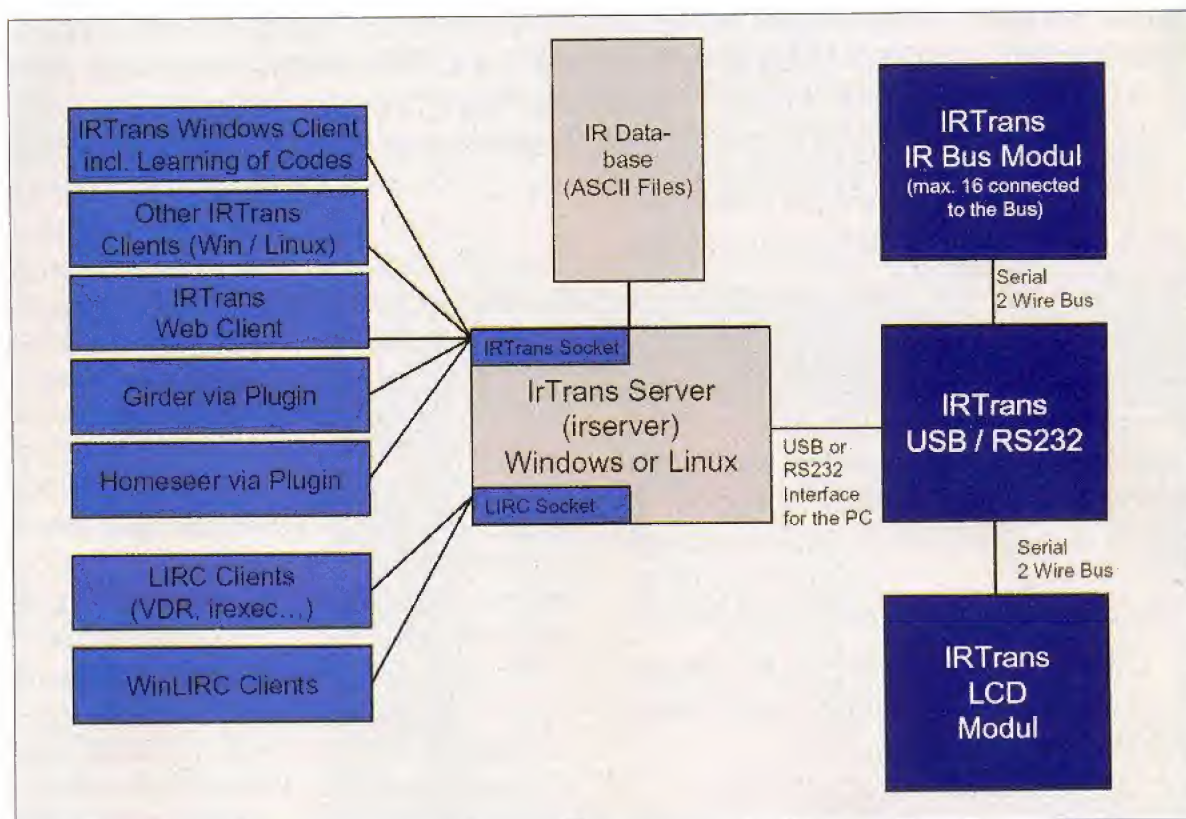 IRTrans Windows Client
incl. Learning of Codes
Other IRTrans
Clients (Win / Linux)
IRTrans
Web Client
Girder via Plugin
Homeseer via Plugin
LIRC Clients
(VDR, irexec...)
WinLIRC Clients
IR Data-
base
(ASCII Files)
IRTrans Socket
IrTrans Server
(irserver)
Windows or Linux
LIRC Socket
USB or
RS232
Interface
for the PC
IRTrans
IR Bus Modul
(max. 16 connected
to the Bus)
Serial
2 Wire Bus
IRTrans
USB / RS232
Serial
2 Wire Bus
IRTrans
LCD
Modul